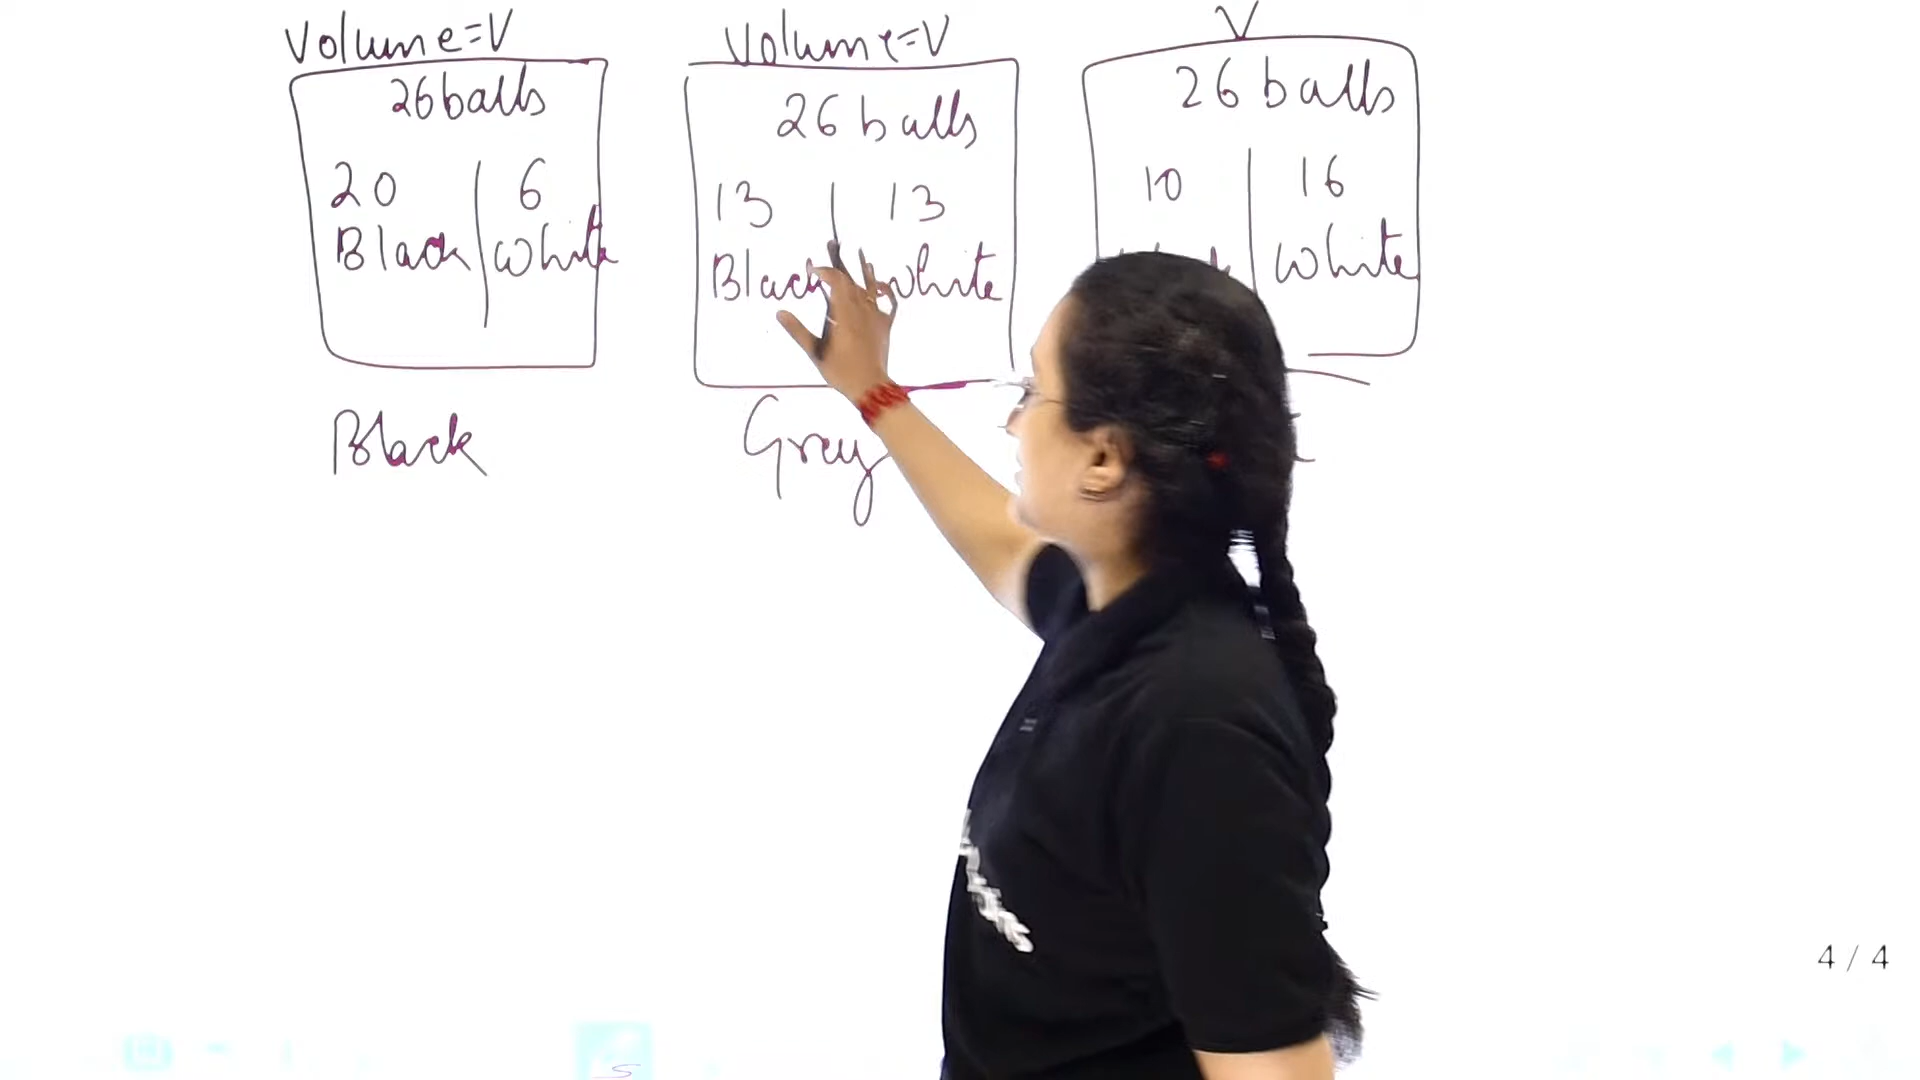 Volume=V
26 balls
20 | 6
Black | White
Black
Volume=V
26 balls
13 | 13
Black | White
Gray
V
26 balls
10 | 16
White
4 / 4